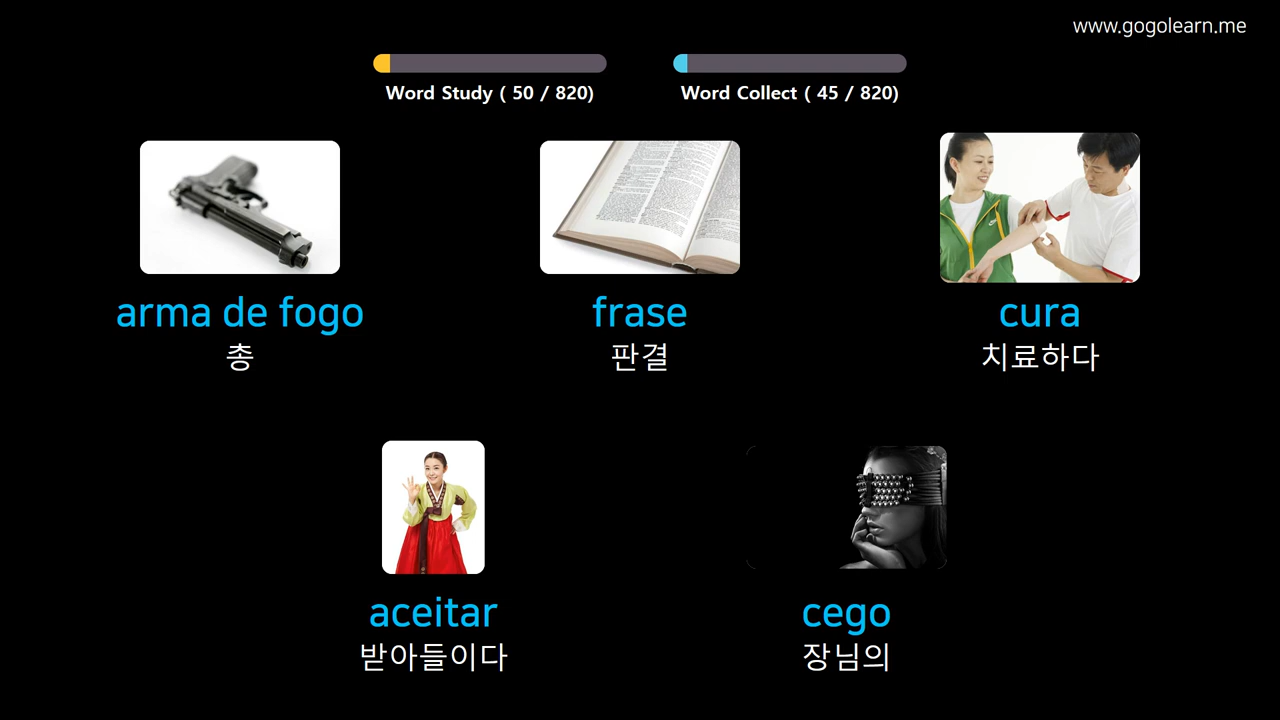 www.gogolearn.me
Word Study ( 50 / 820)
Word Collect ( 45 / 820)
arma de fogo
총
frase
판결
cura
치료하다
aceitar
받아들이다
cego
장님의